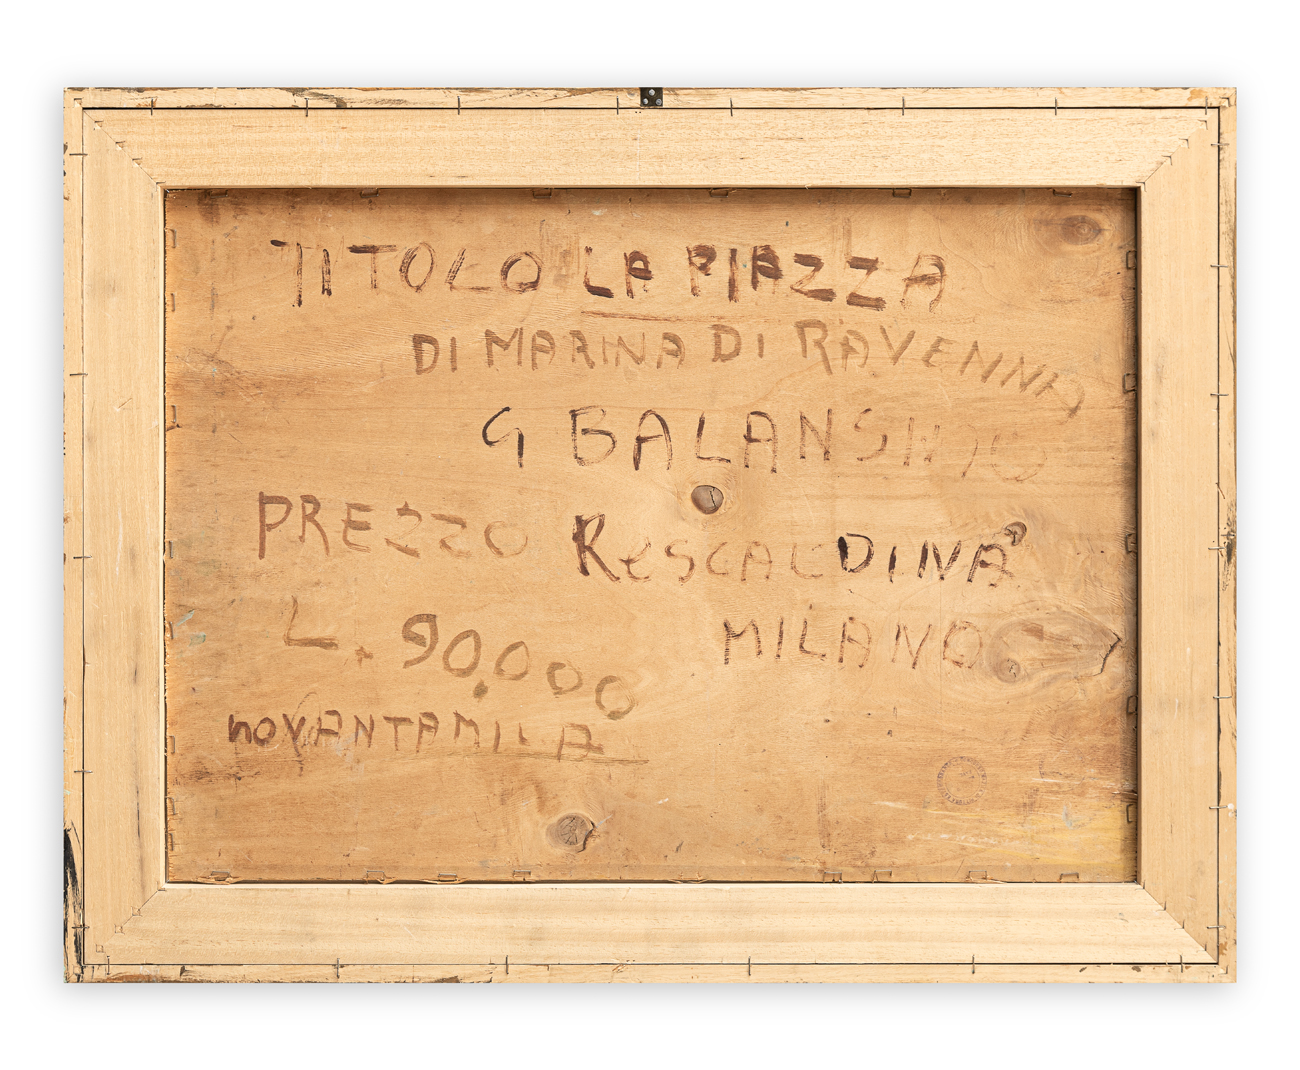 TITOLO LA PIAZZA
DI MARINA DI RAVENNA
G BALANSINO
PREZZO RESCALDINA
L. 90.000 MILANO
NOVANTAMILA